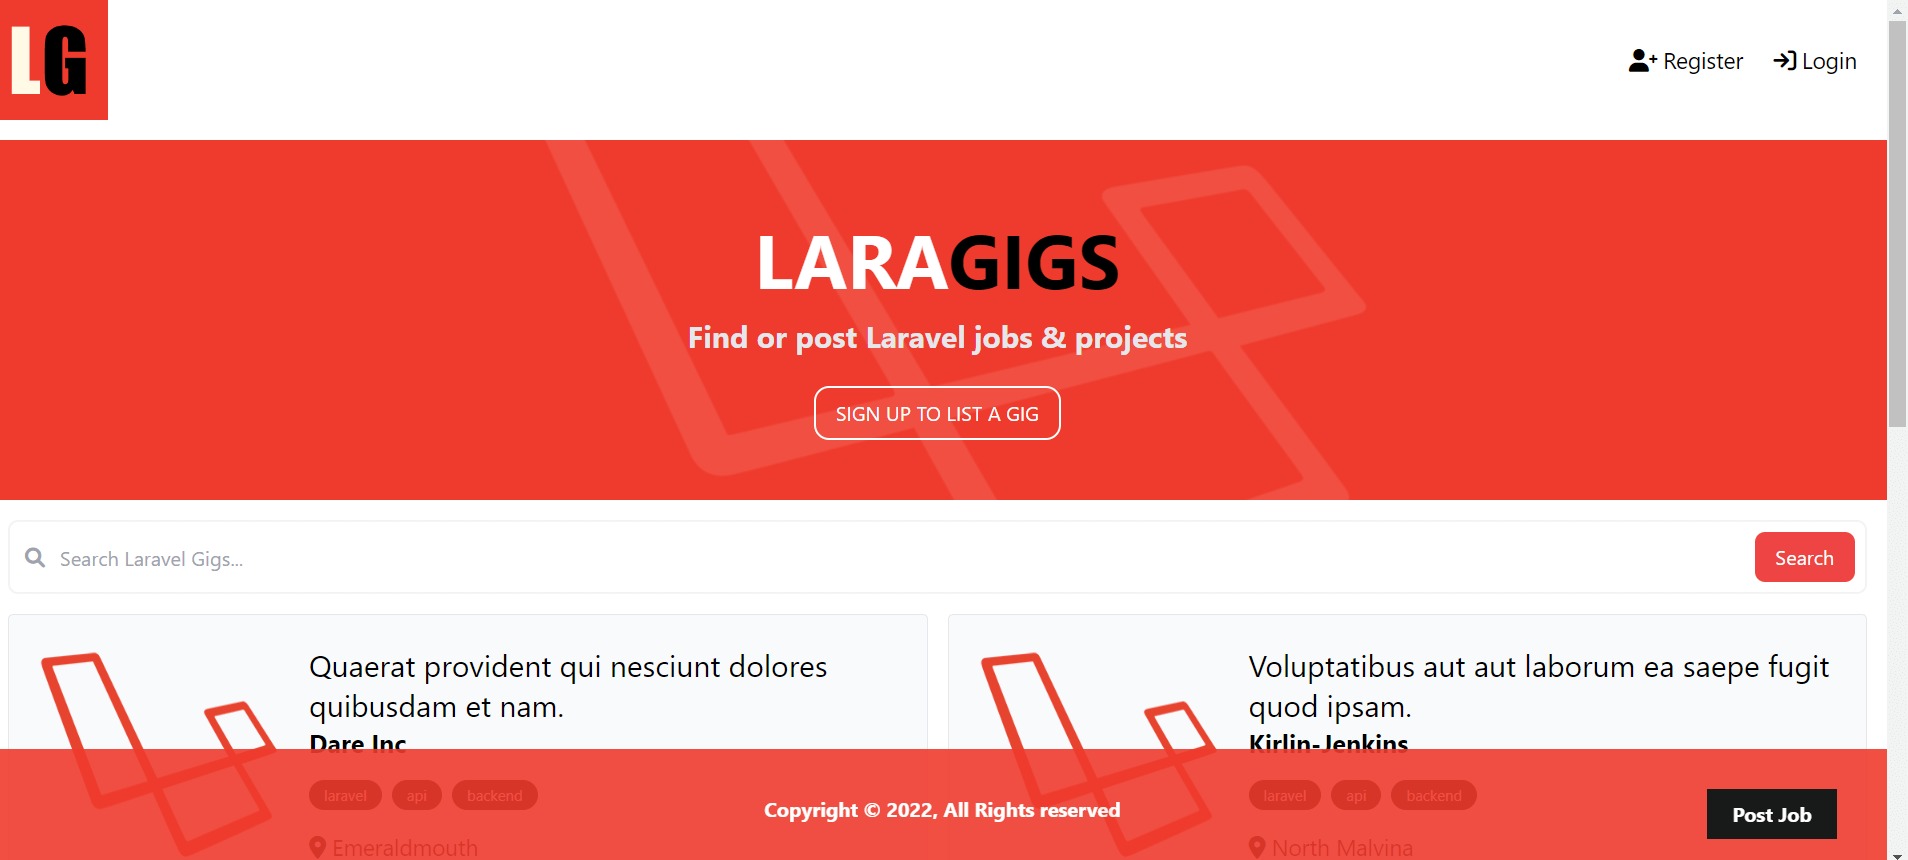 LG
Register
Login
LARAGIGS
Find or post Laravel jobs & projects
SIGN UP TO LIST A GIG
Search Laravel Gigs...
Search
Quaerat provident qui nesciunt dolores
quibusdam et nam.
Dare Inc
laravel api backend
Emeraldmouth
Voluptatibus aut aut laborum ea saepe fugit
quod ipsam.
Kirlin-Jenkins
laravel api backend
North Malvina
Copyright © 2022, All Rights reserved
Post Job